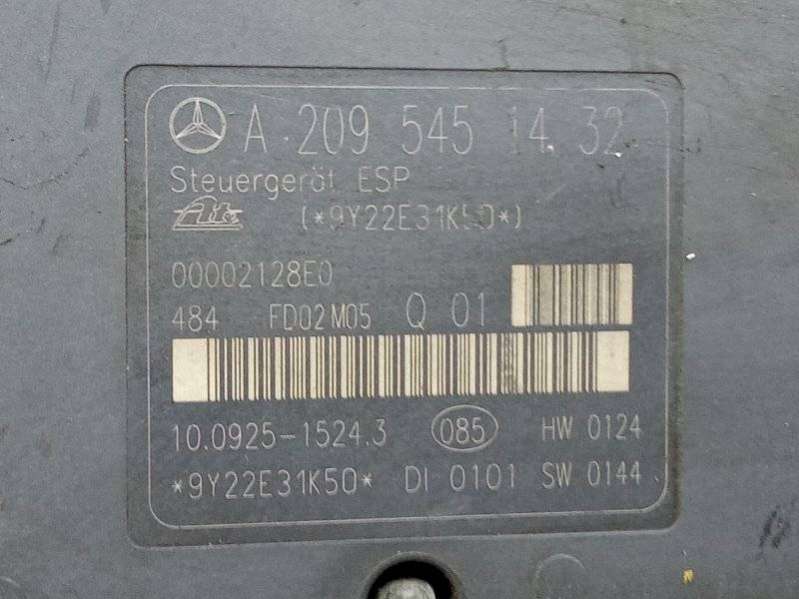 A 209 545 14 32
Steuergerät ESP
Ate (*9Y22E31K50*)
00002128E0
484 FD02M05 Q 01
10.0925-1524.3 085 HW 0124
*9Y22E31K50* DI 0101 SW 0144